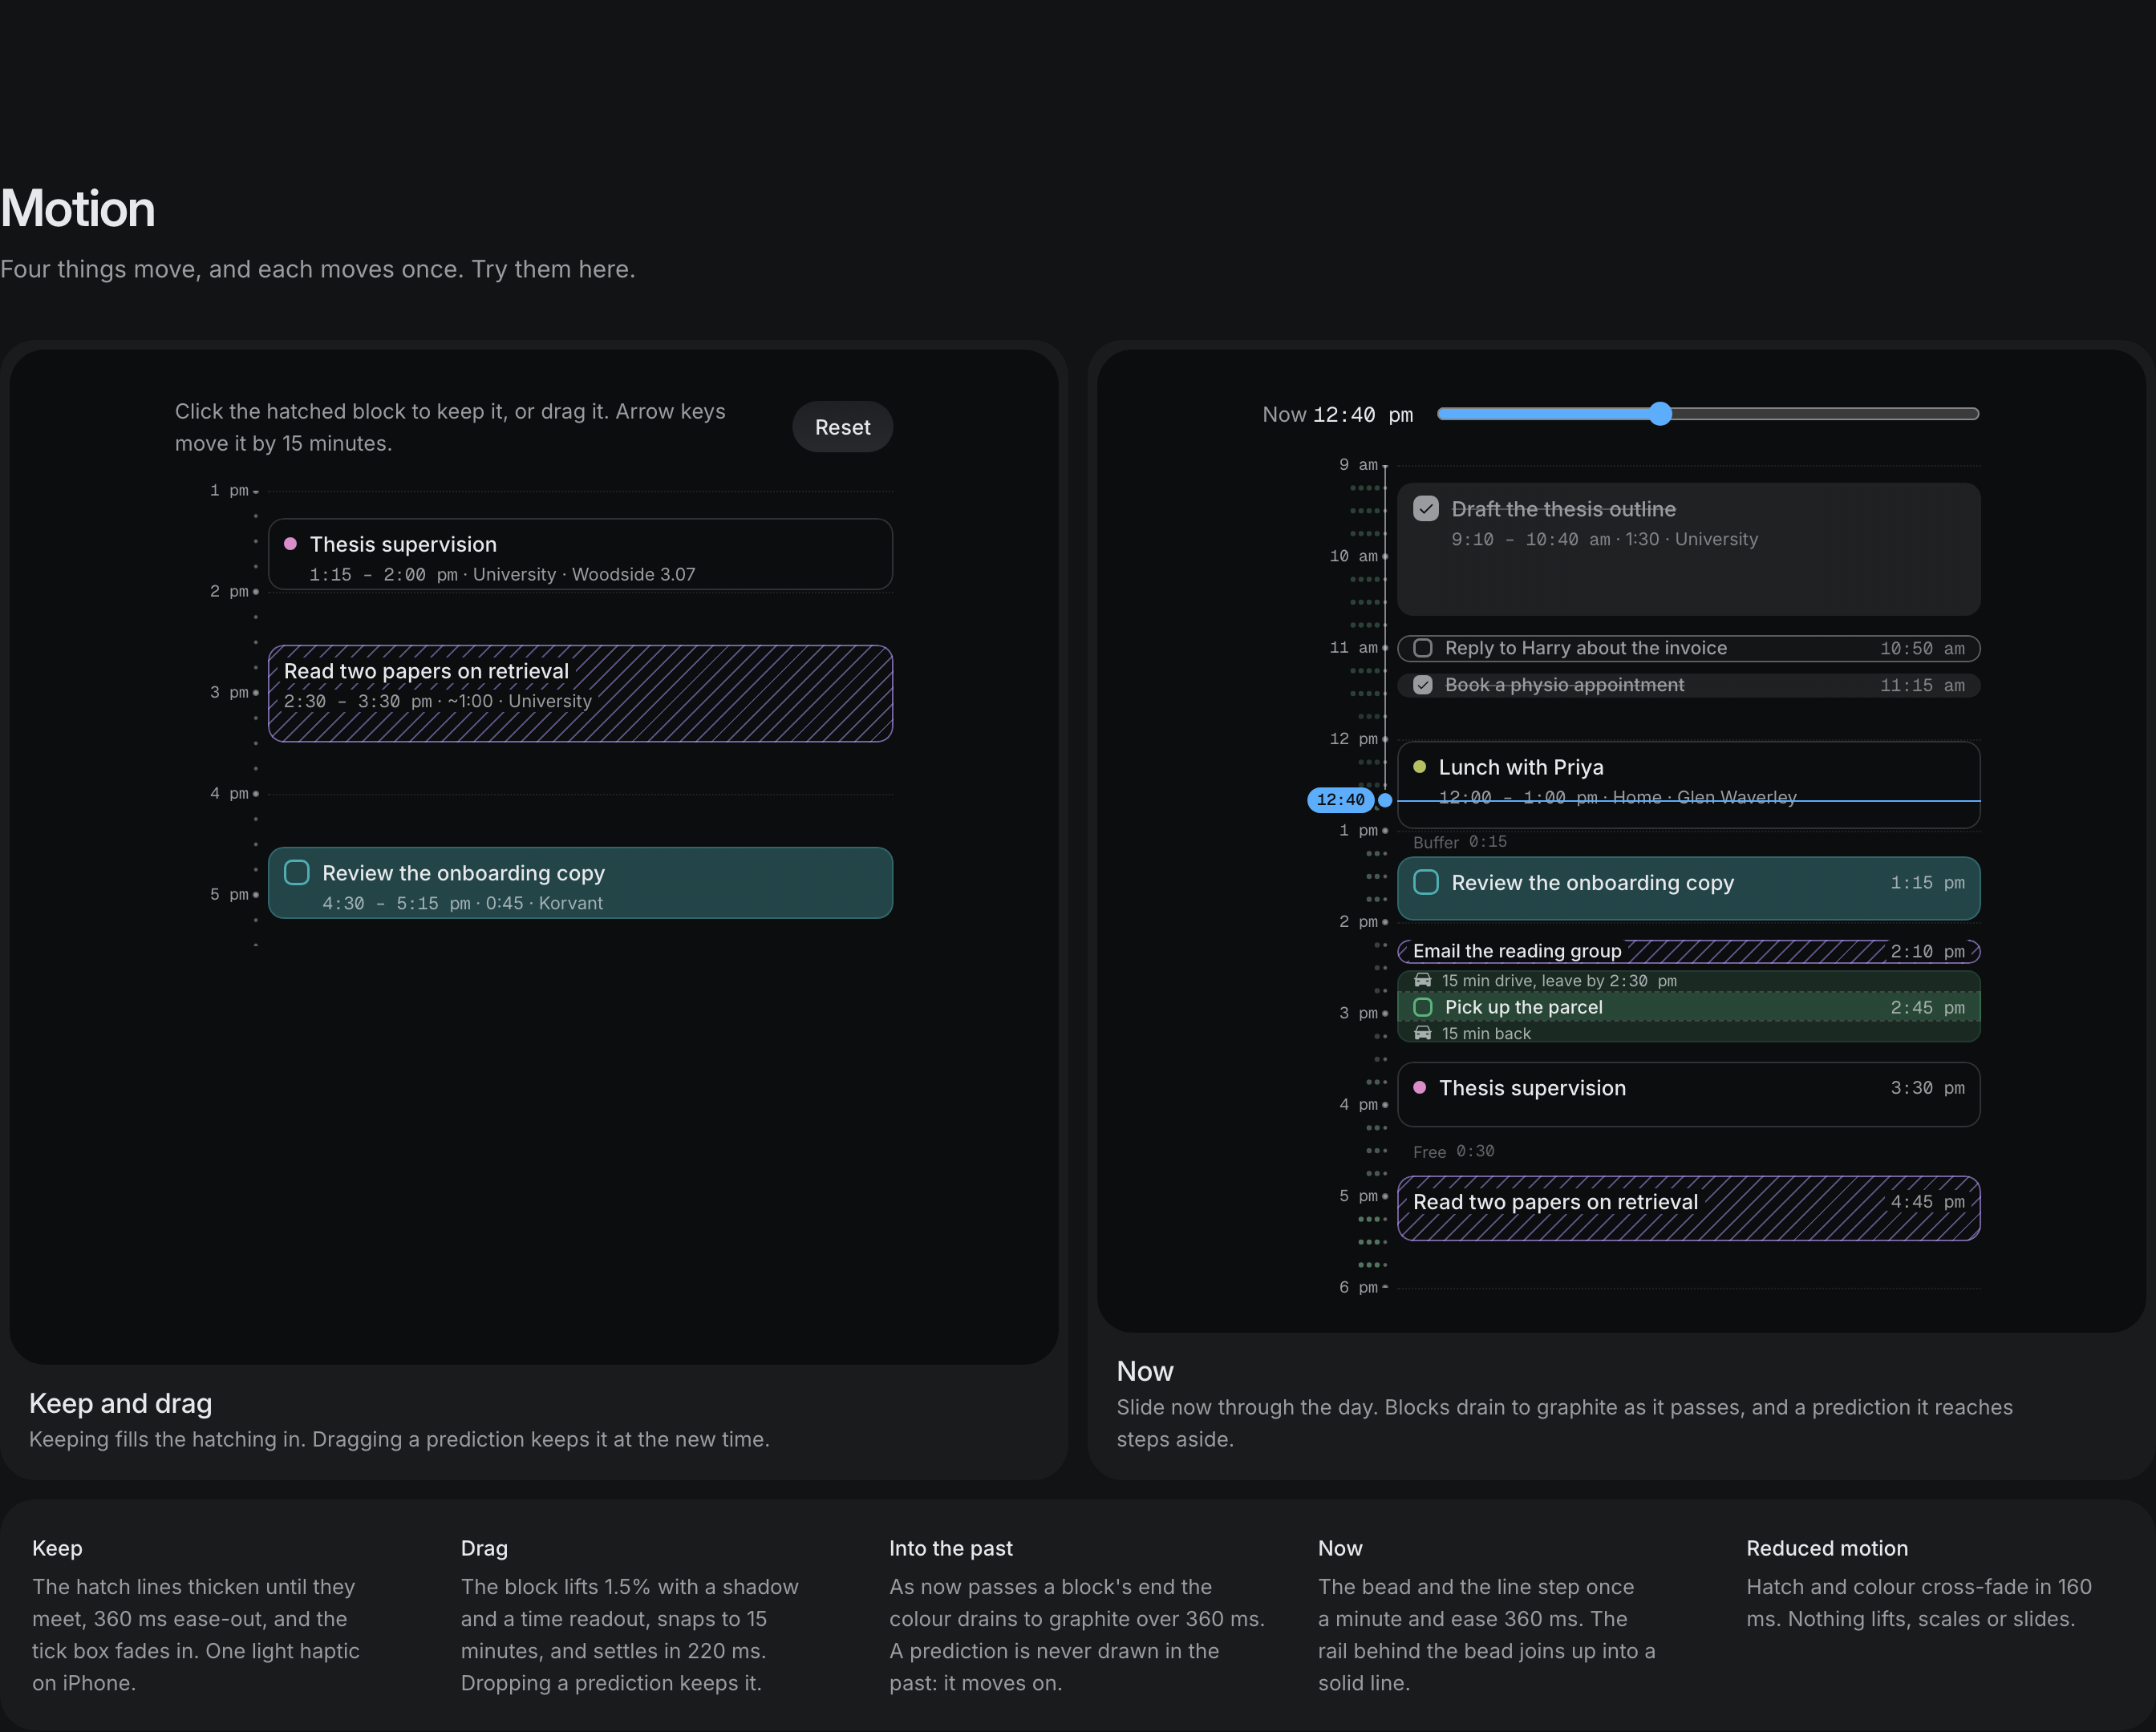 Motion
Four things move, and each moves once. Try them here.
Click the hatched block to keep it, or drag it. Arrow keys
move it by 15 minutes.
Reset
1 pm
Thesis supervision
1:15 – 2:00 pm · University · Woodside 3.07
2 pm
Read two papers on retrieval
3 pm
2:30 – 3:30 pm · ~1:00 · University
4 pm
Review the onboarding copy
5 pm
4:30 – 5:15 pm · 0:45 · Korvant
Keep and drag
Keeping fills the hatching in. Dragging a prediction keeps it at the new time.
Now 12:40 pm
9 am
Draft the thesis outline
9:10 – 10:40 am · 1:30 · University
10 am
11 am
Reply to Harry about the invoice 10:50 am
Book a physio appointment 11:15 am
12 pm
Lunch with Priya
12:00 – 1:00 pm · Home · Glen Waverley
12:40
1 pm
Buffer 0:15
Review the onboarding copy 1:15 pm
2 pm
Email the reading group 2:10 pm
15 min drive, leave by 2:30 pm
3 pm
Pick up the parcel 2:45 pm
15 min back
Thesis supervision 3:30 pm
4 pm
Free 0:30
5 pm
Read two papers on retrieval 4:45 pm
6 pm
Now
Slide now through the day. Blocks drain to graphite as it passes, and a prediction it reaches
steps aside.
Keep
The hatch lines thicken until they
meet, 360 ms ease-out, and the
tick box fades in. One light haptic
on iPhone.
Drag
The block lifts 1.5% with a shadow
and a time readout, snaps to 15
minutes, and settles in 220 ms.
Dropping a prediction keeps it.
Into the past
As now passes a block's end the
colour drains to graphite over 360 ms.
A prediction is never drawn in the
past: it moves on.
Now
The bead and the line step once
a minute and ease 360 ms. The
rail behind the bead joins up into a
solid line.
Reduced motion
Hatch and colour cross-fade in 160
ms. Nothing lifts, scales or slides.